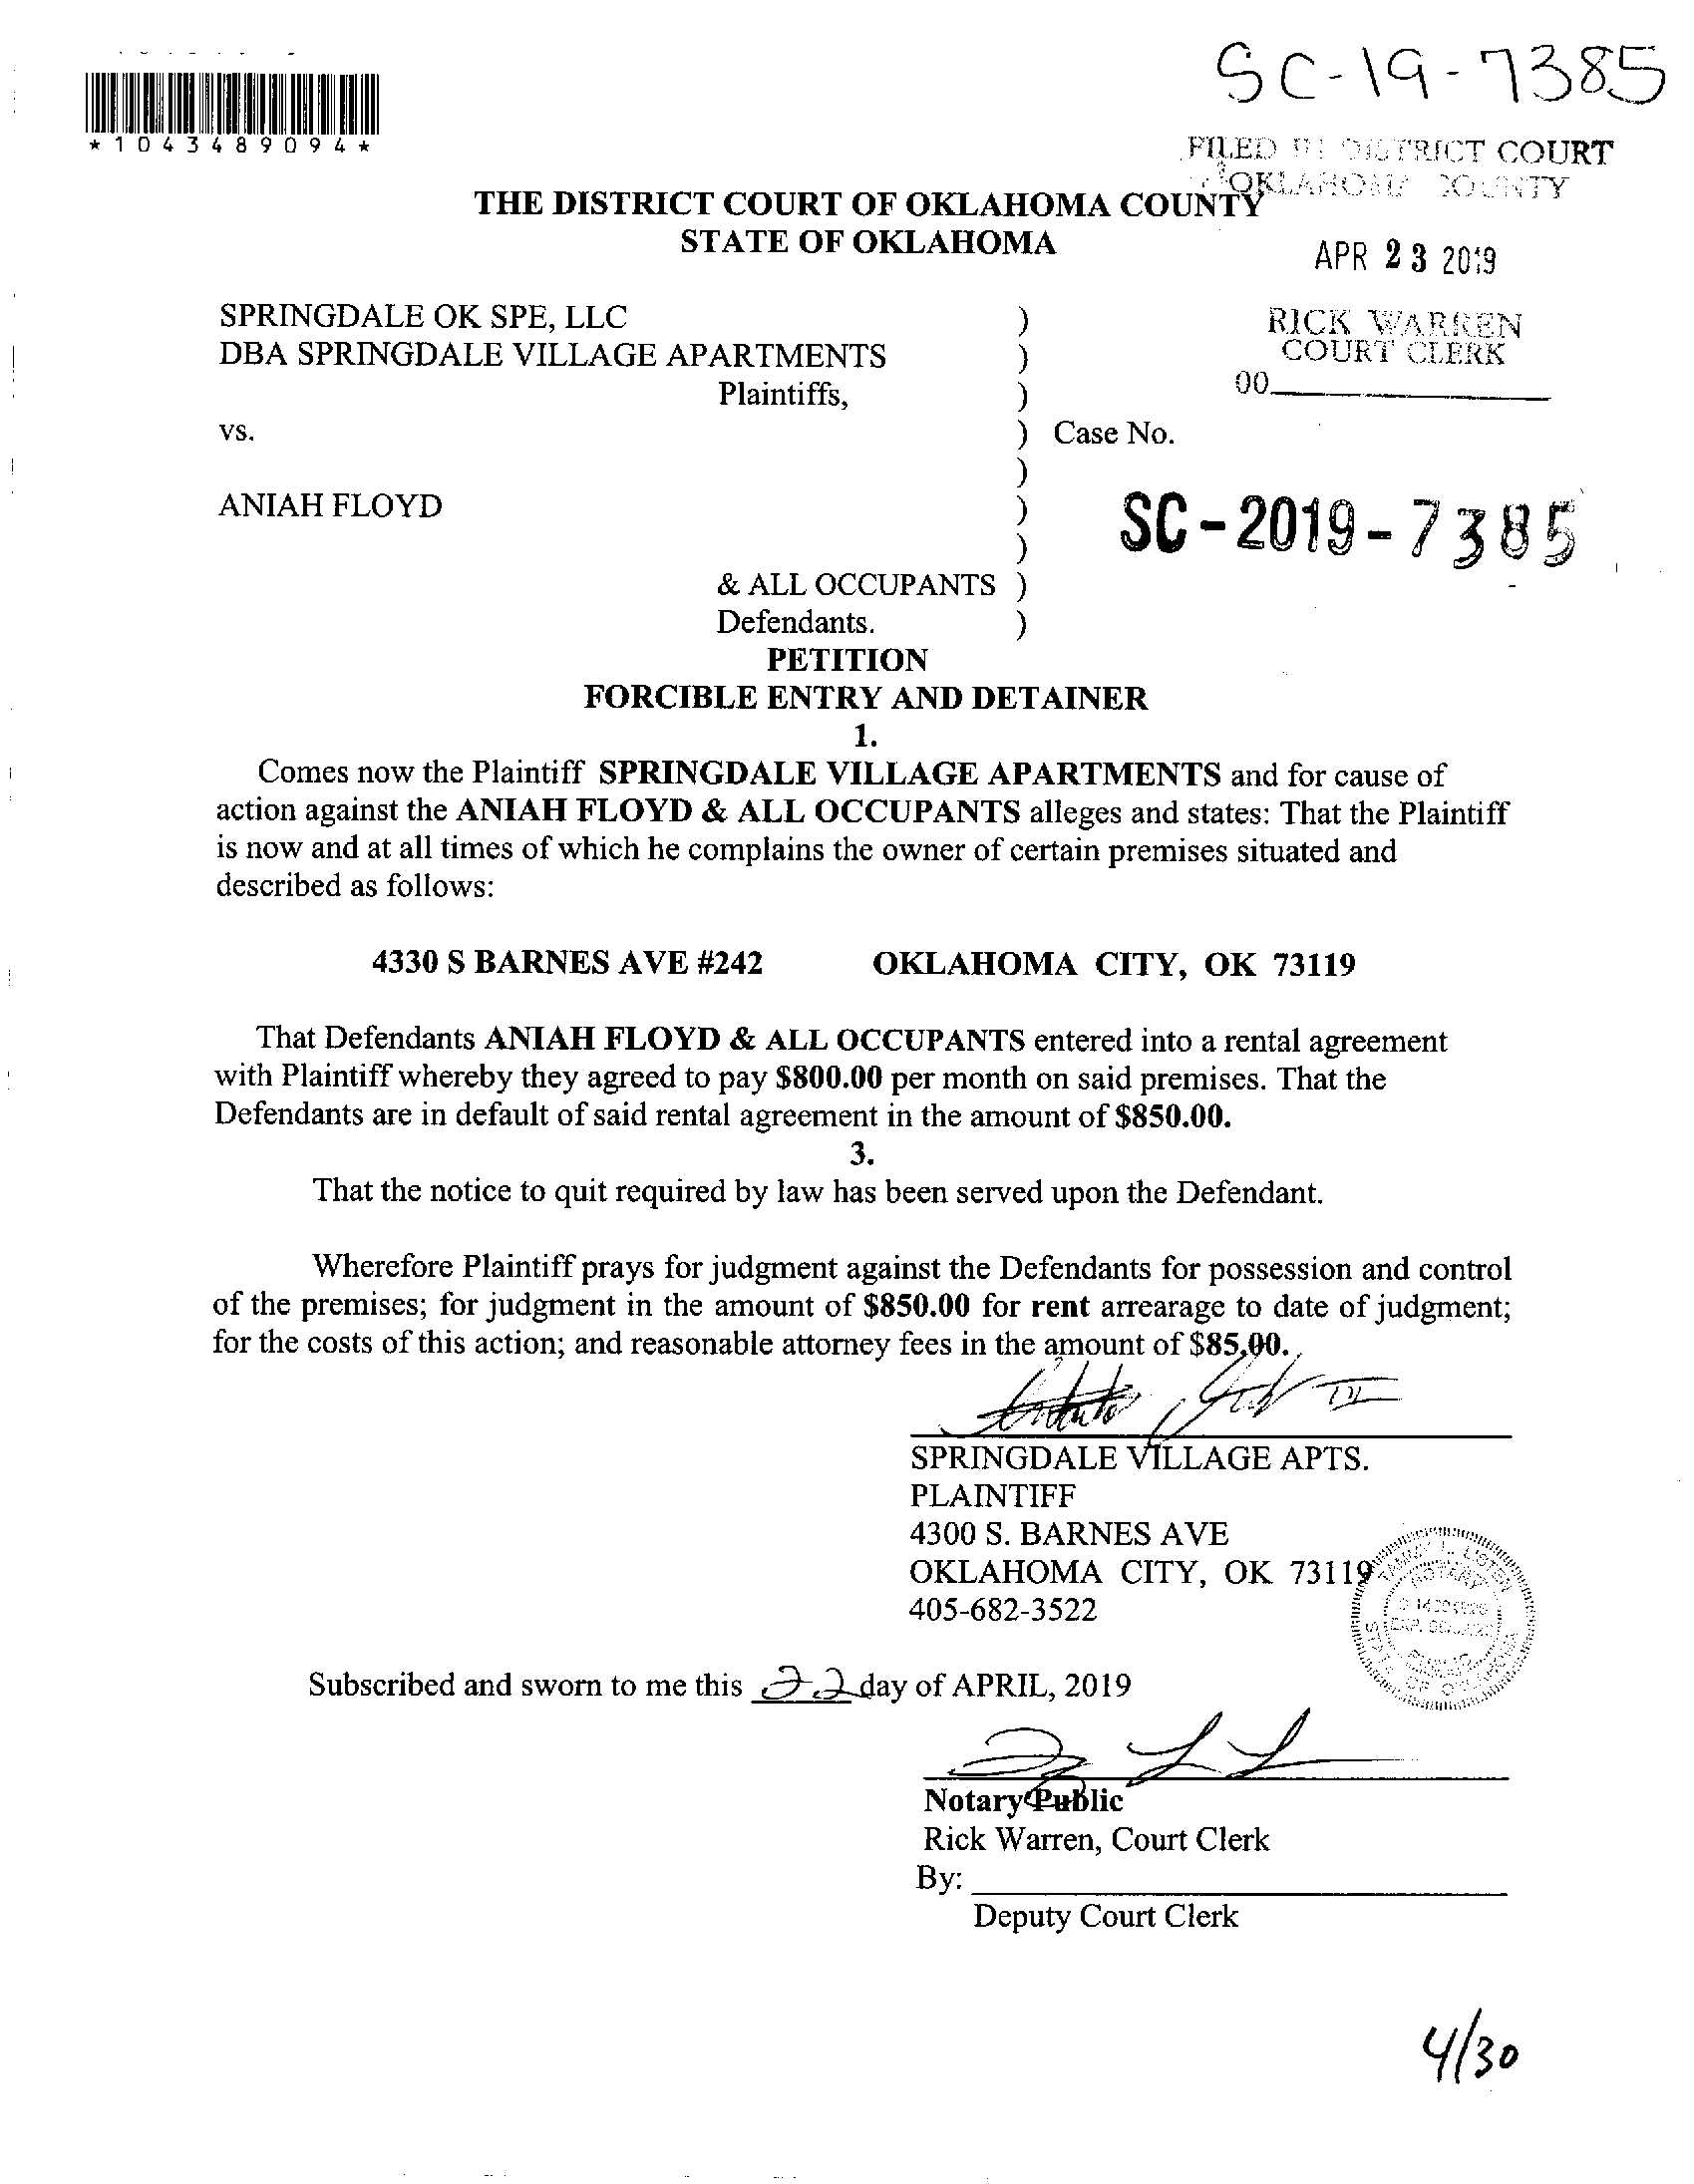 SC-19-7385
*1043489094*
FILED IN DISTRICT COURT
OKLAHOMA COUNTY
THE DISTRICT COURT OF OKLAHOMA COUNTY
STATE OF OKLAHOMA
APR 23 2019
RICK WARREN
COURT CLERK
00
SPRINGDALE OK SPE, LLC )
DBA SPRINGDALE VILLAGE APARTMENTS )
Plaintiffs, )
vs. ) Case No.
)
ANIAH FLOYD ) SC-2019-7385
)
& ALL OCCUPANTS )
Defendants. )
PETITION
FORCIBLE ENTRY AND DETAINER
1.
Comes now the Plaintiff SPRINGDALE VILLAGE APARTMENTS and for cause of
action against the ANIAH FLOYD & ALL OCCUPANTS alleges and states: That the Plaintiff
is now and at all times of which he complains the owner of certain premises situated and
described as follows:
4330 S BARNES AVE #242 OKLAHOMA CITY, OK 73119
That Defendants ANIAH FLOYD & ALL OCCUPANTS entered into a rental agreement
with Plaintiff whereby they agreed to pay $800.00 per month on said premises. That the
Defendants are in default of said rental agreement in the amount of $850.00.
3.
That the notice to quit required by law has been served upon the Defendant.
Wherefore Plaintiff prays for judgment against the Defendants for possession and control
of the premises; for judgment in the amount of $850.00 for rent arrearage to date of judgment;
for the costs of this action; and reasonable attorney fees in the amount of $85.00.
SPRINGDALE VILLAGE APTS.
PLAINTIFF
4300 S. BARNES AVE
OKLAHOMA CITY, OK 73119
405-682-3522
NOTARY
PUBLIC
Subscribed and sworn to me this 22 day of APRIL, 2019
Notary Public
Rick Warren, Court Clerk
By:
Deputy Court Clerk
4/30